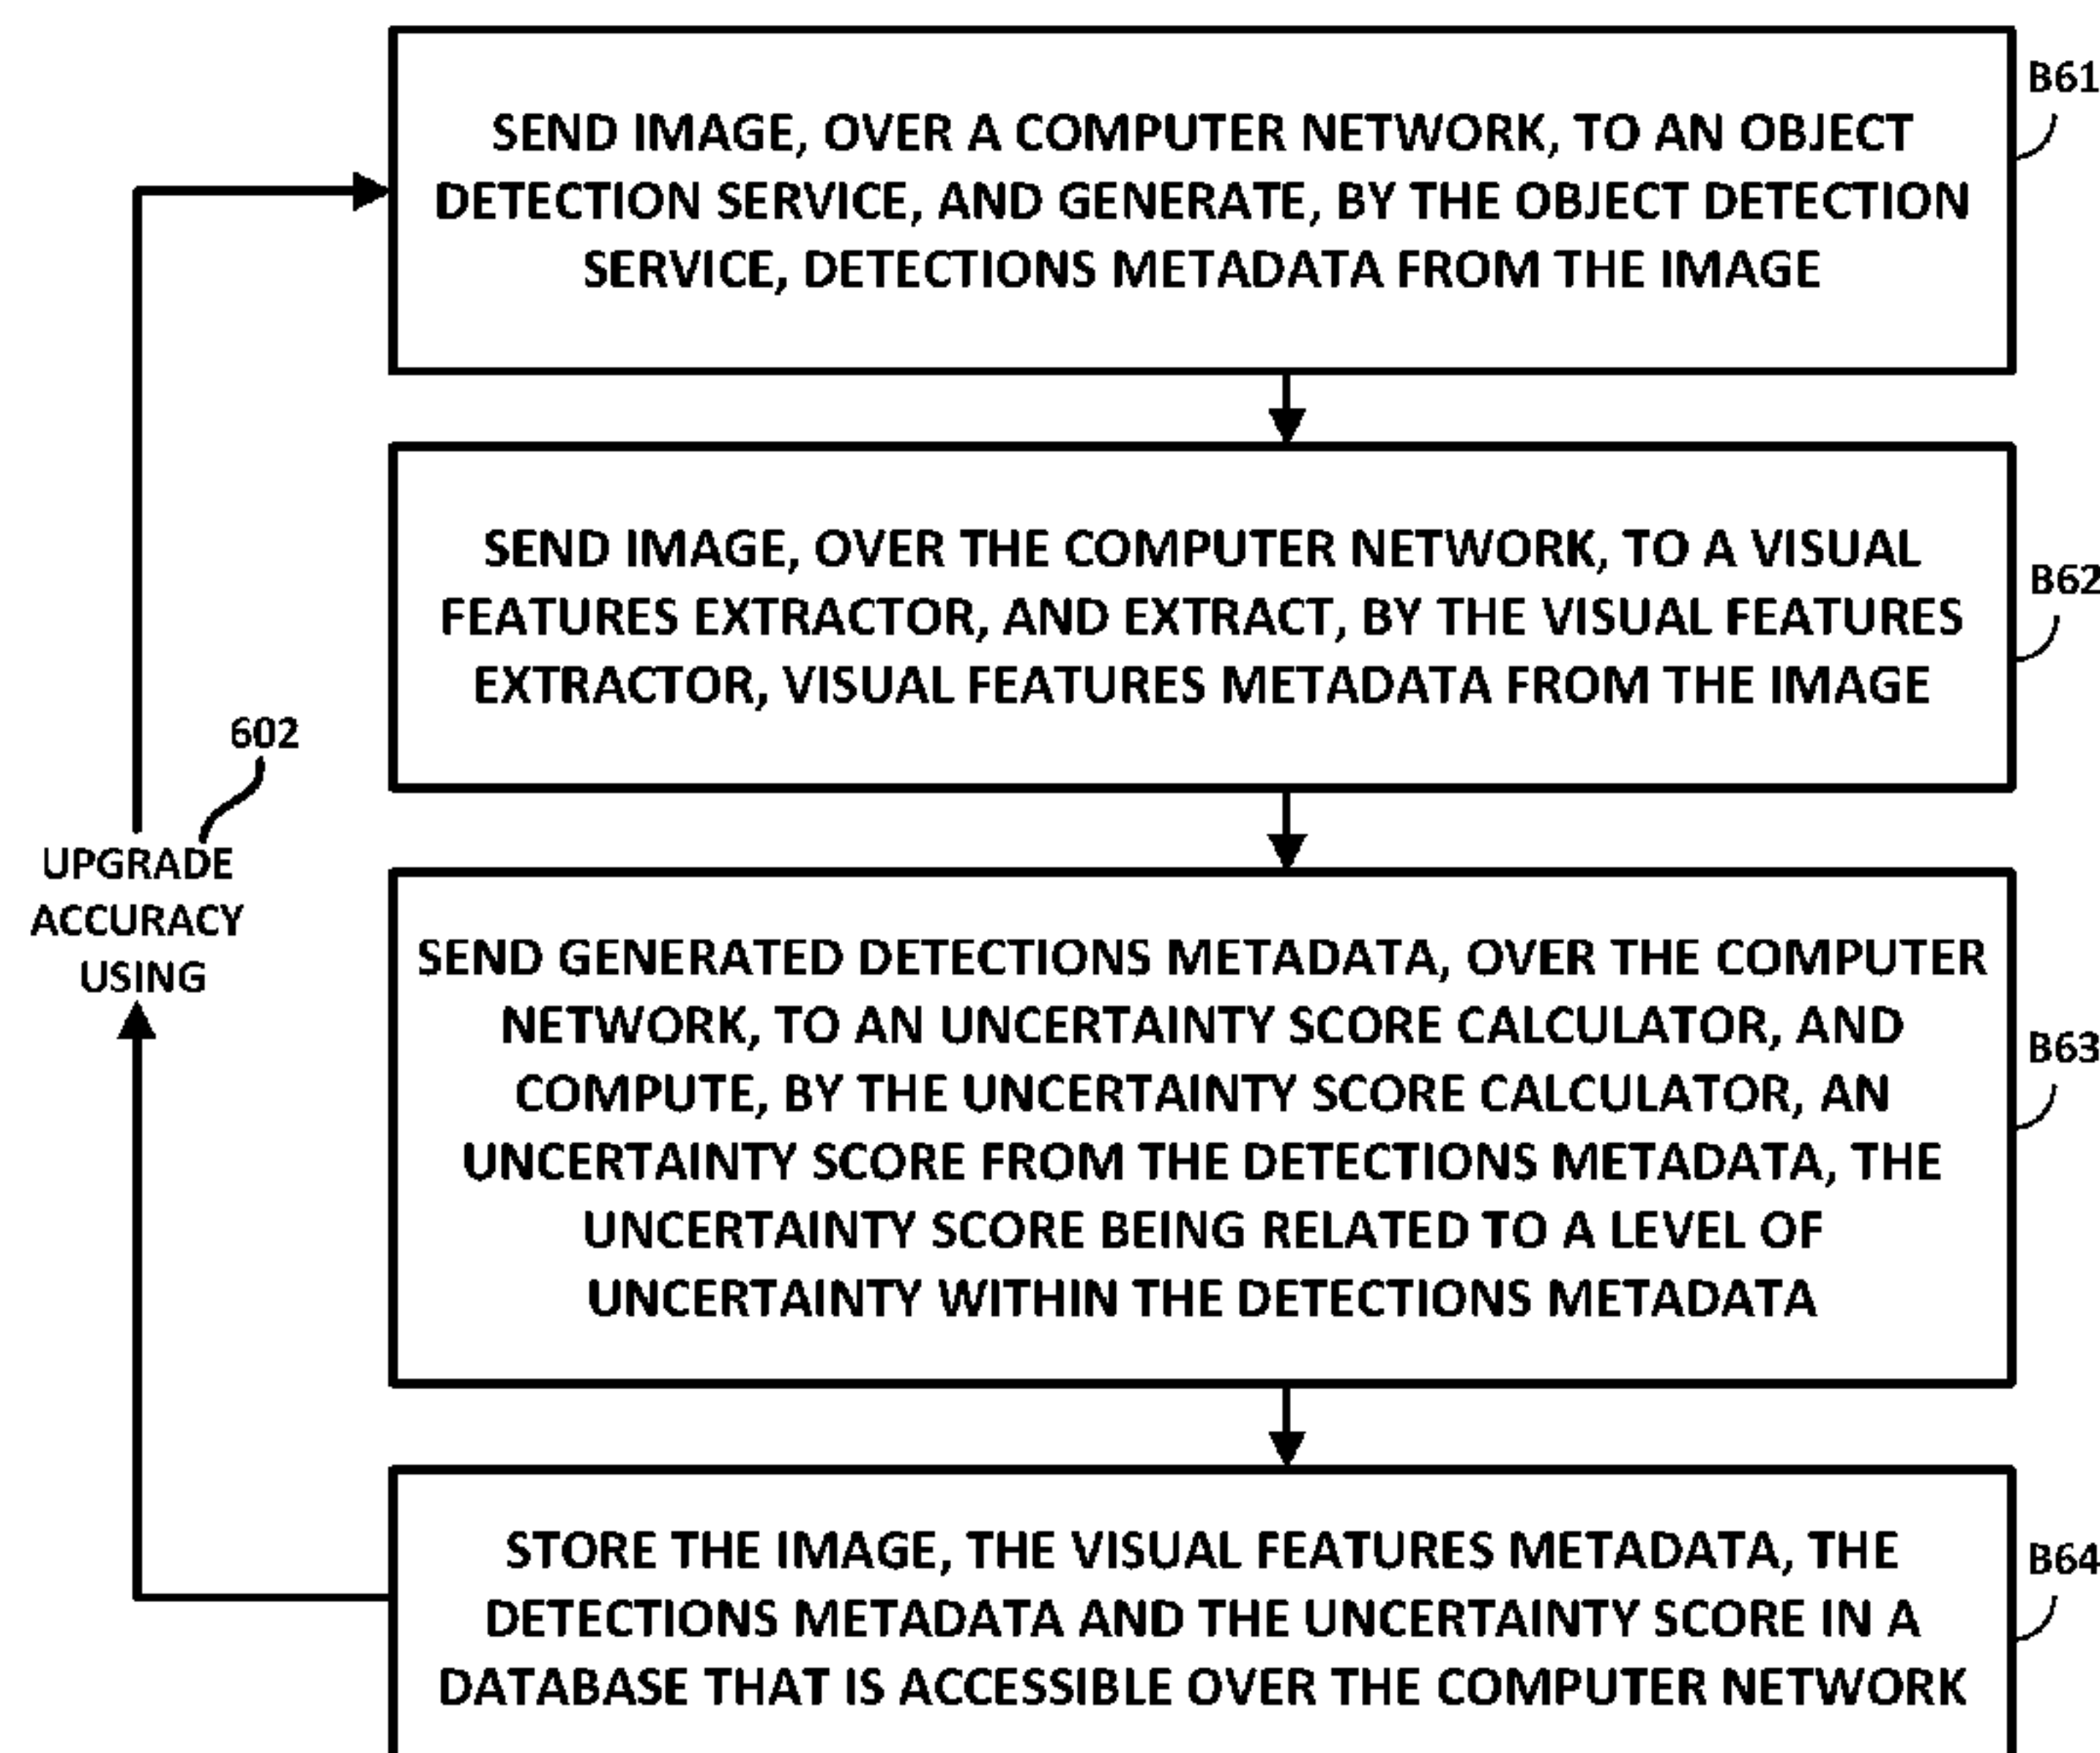 B61
SEND IMAGE, OVER A COMPUTER NETWORK, TO AN OBJECT
DETECTION SERVICE, AND GENERATE, BY THE OBJECT DETECTION
SERVICE, DETECTIONS METADATA FROM THE IMAGE
B62
SEND IMAGE, OVER THE COMPUTER NETWORK, TO A VISUAL
FEATURES EXTRACTOR, AND EXTRACT, BY THE VISUAL FEATURES
EXTRACTOR, VISUAL FEATURES METADATA FROM THE IMAGE
602
UPGRADE
ACCURACY
USING
B63
SEND GENERATED DETECTIONS METADATA, OVER THE COMPUTER
NETWORK, TO AN UNCERTAINTY SCORE CALCULATOR, AND
COMPUTE, BY THE UNCERTAINTY SCORE CALCULATOR, AN
UNCERTAINTY SCORE FROM THE DETECTIONS METADATA, THE
UNCERTAINTY SCORE BEING RELATED TO A LEVEL OF
UNCERTAINTY WITHIN THE DETECTIONS METADATA
B64
STORE THE IMAGE, THE VISUAL FEATURES METADATA, THE
DETECTIONS METADATA AND THE UNCERTAINTY SCORE IN A
DATABASE THAT IS ACCESSIBLE OVER THE COMPUTER NETWORK